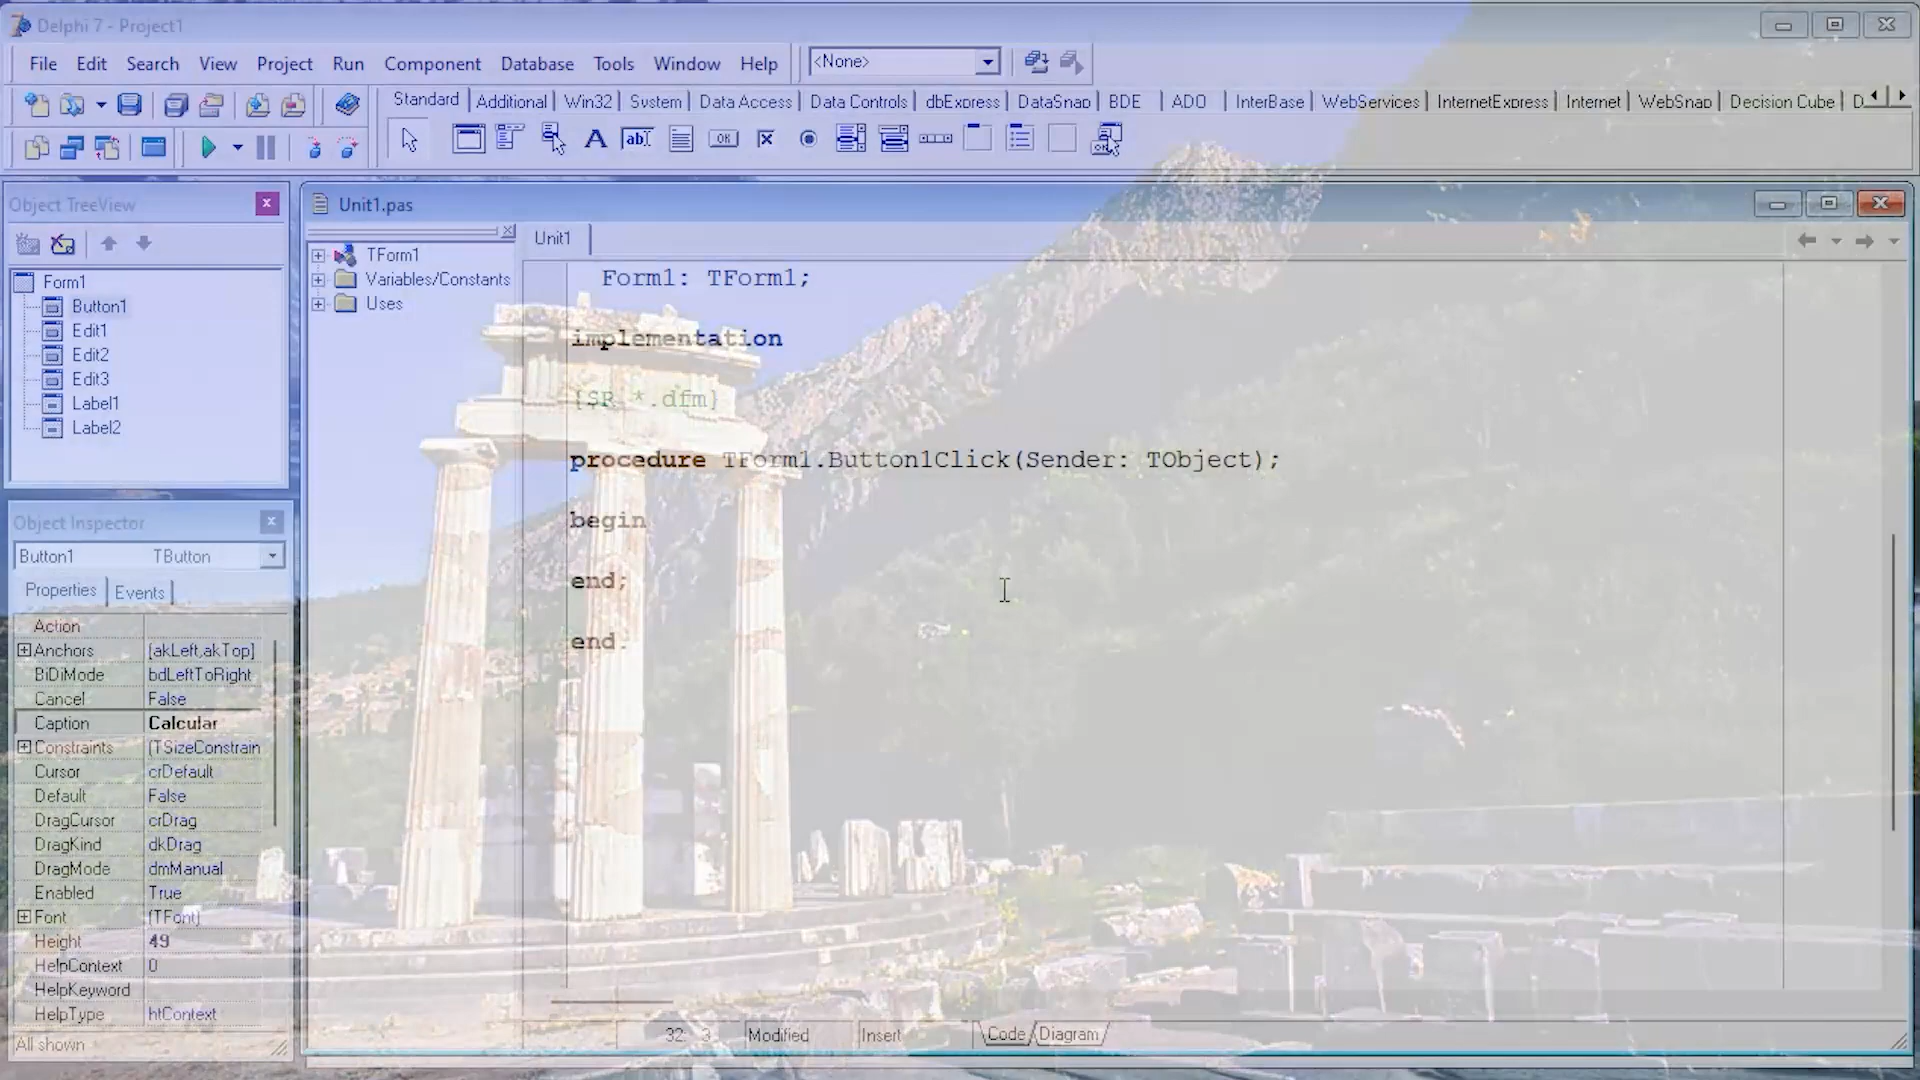 Delphi 7 - Project1
File Edit Search View Project Run Component Database Tools Window Help <None>
Standard Additional Win32 System Data Access Data Controls dbExpress DataSnap BDE ADO InterBase WebServices InternetExpress Internet WebSnap Decision Cube D
A ab OK
Object TreeView
Form1
Button1
Edit1
Edit2
Edit3
Label1
Label2
Object Inspector
Button1 TButton
Properties Events
Action
Anchors [akLeft,akTop]
BiDiMode bdLeftToRight
Cancel False
Caption Calcular
Constraints (TSizeConstrain
Cursor crDefault
Default False
DragCursor crDrag
DragKind dkDrag
DragMode dmManual
Enabled True
Font (TFont)
Height 49
HelpContext 0
HelpKeyword
HelpType htContext
All shown
Unit1.pas
TForm1
Variables/Constants
Uses
Unit1
Form1: TForm1;
implementation
{$R *.dfm}
procedure TForm1.Button1Click(Sender: TObject);
begin
end;
end.
32: 3 Modified Insert Code Diagram